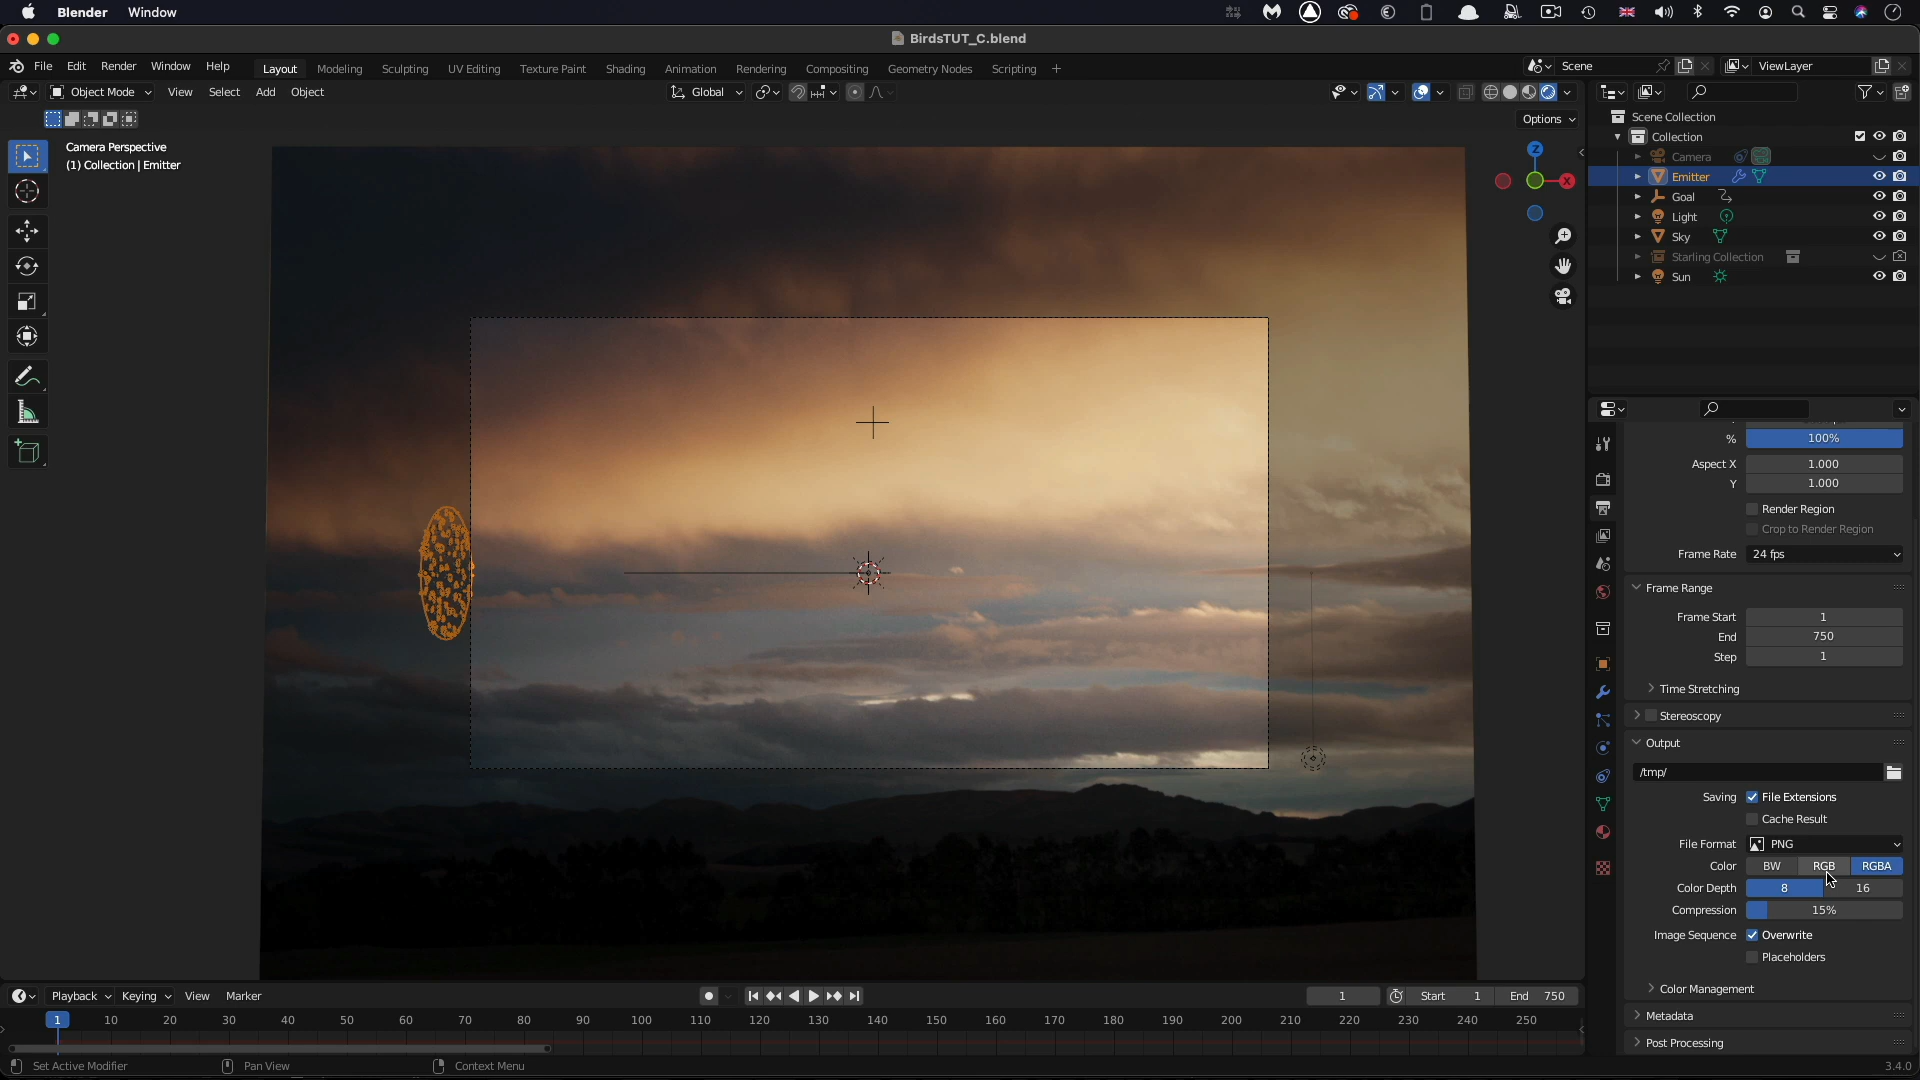 Blender Window
BirdsTUT_C.blend
File Edit Render Window Help Layout Modeling Sculpting UV Editing Texture Paint Shading Animation Rendering Compositing Geometry Nodes Scripting + Scene ViewLayer
Object Mode View Select Add Object Global
Options
Camera Perspective
(1) Collection | Emitter
Z
X
Scene Collection
Collection
Camera
Emitter
Goal
Light
Sky
Starling Collection
Sun
% 100%
Aspect X 1.000
Y 1.000
Render Region
Crop to Render Region
Frame Rate 24 fps
Frame Range
Frame Start 1
End 750
Step 1
Time Stretching
Stereoscopy
Output
/tmp/
Saving File Extensions
Cache Result
File Format PNG
Color BW RGB RGBA
Color Depth 8 16
Compression 15%
Image Sequence Overwrite
Placeholders
Color Management
Metadata
Post Processing
Playback Keying View Marker 1 Start 1 End 750
1 10 20 30 40 50 60 70 80 90 100 110 120 130 140 150 160 170 180 190 200 210 220 230 240 250
Set Active Modifier Pan View Context Menu 3.4.0